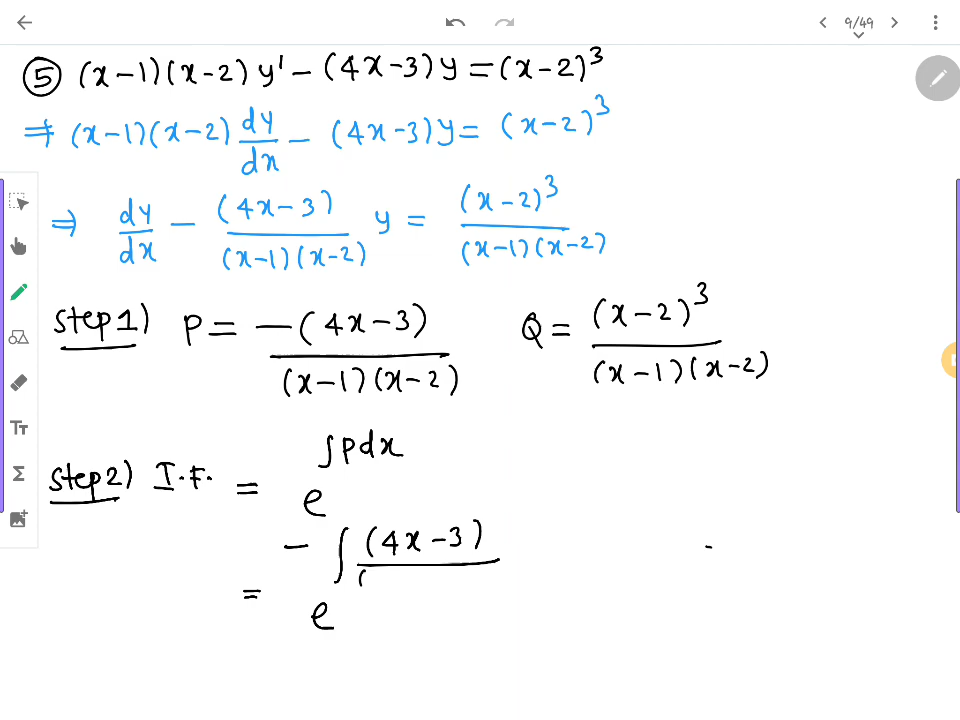 9/49
⑤ (x-1)(x-2) y' - (4x-3) y = (x-2)^3
⇒ (x-1)(x-2) dy/dx - (4x-3) y = (x-2)^3
⇒ dy/dx - (4x-3)/((x-1)(x-2)) y = (x-2)^3/((x-1)(x-2))
step 1) P = -(4x-3)/((x-1)(x-2)) Q = (x-2)^3/((x-1)(x-2))
step 2) I.F. = e^{∫pdx}
= e^{-∫(4x-3)/(}